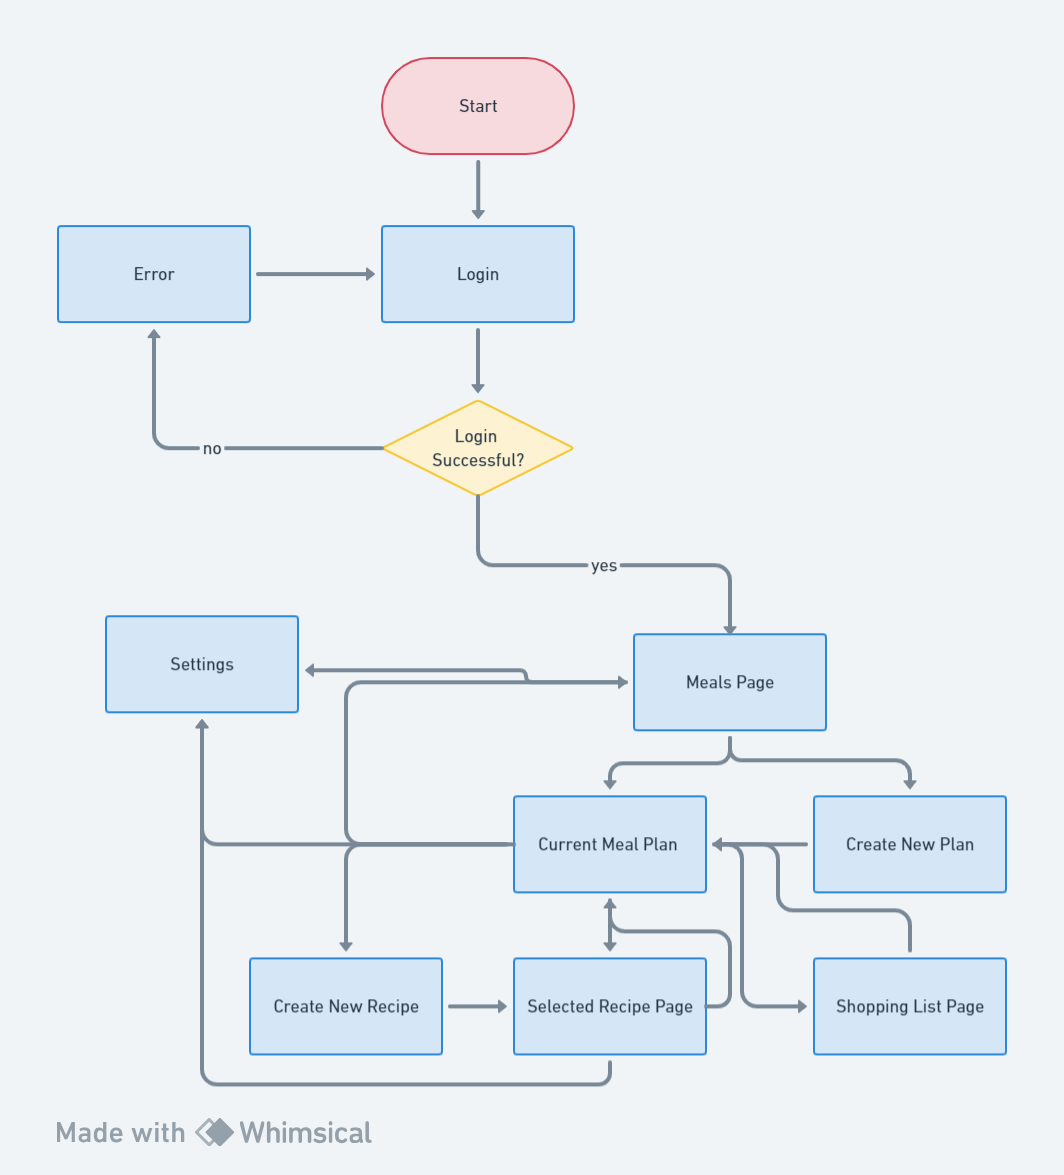 Start
Error
Login
Login
Successful?
no
yes
Settings
Meals Page
Current Meal Plan
Create New Plan
Create New Recipe
Selected Recipe Page
Shopping List Page
Made with Whimsical